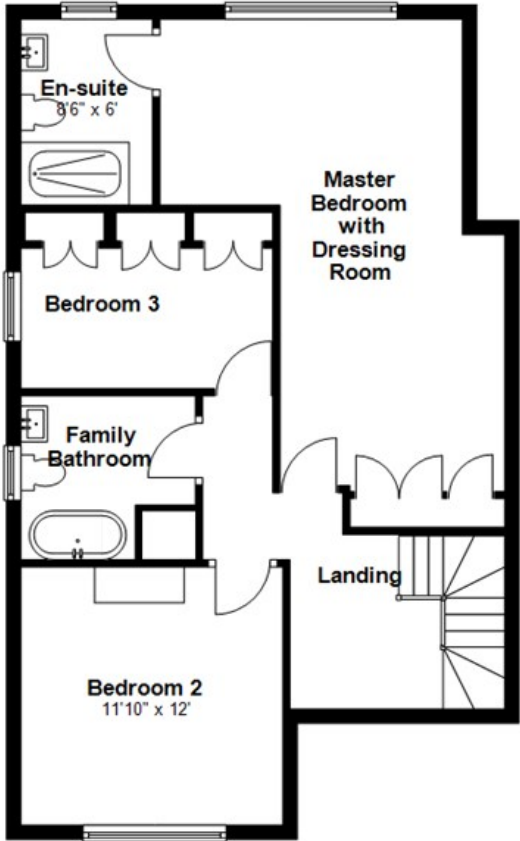 En-suite
8'6" x 6'
Master
Bedroom
with
Dressing
Room
Bedroom 3
Family
Bathroom
Landing
Bedroom 2
11'10" x 12'